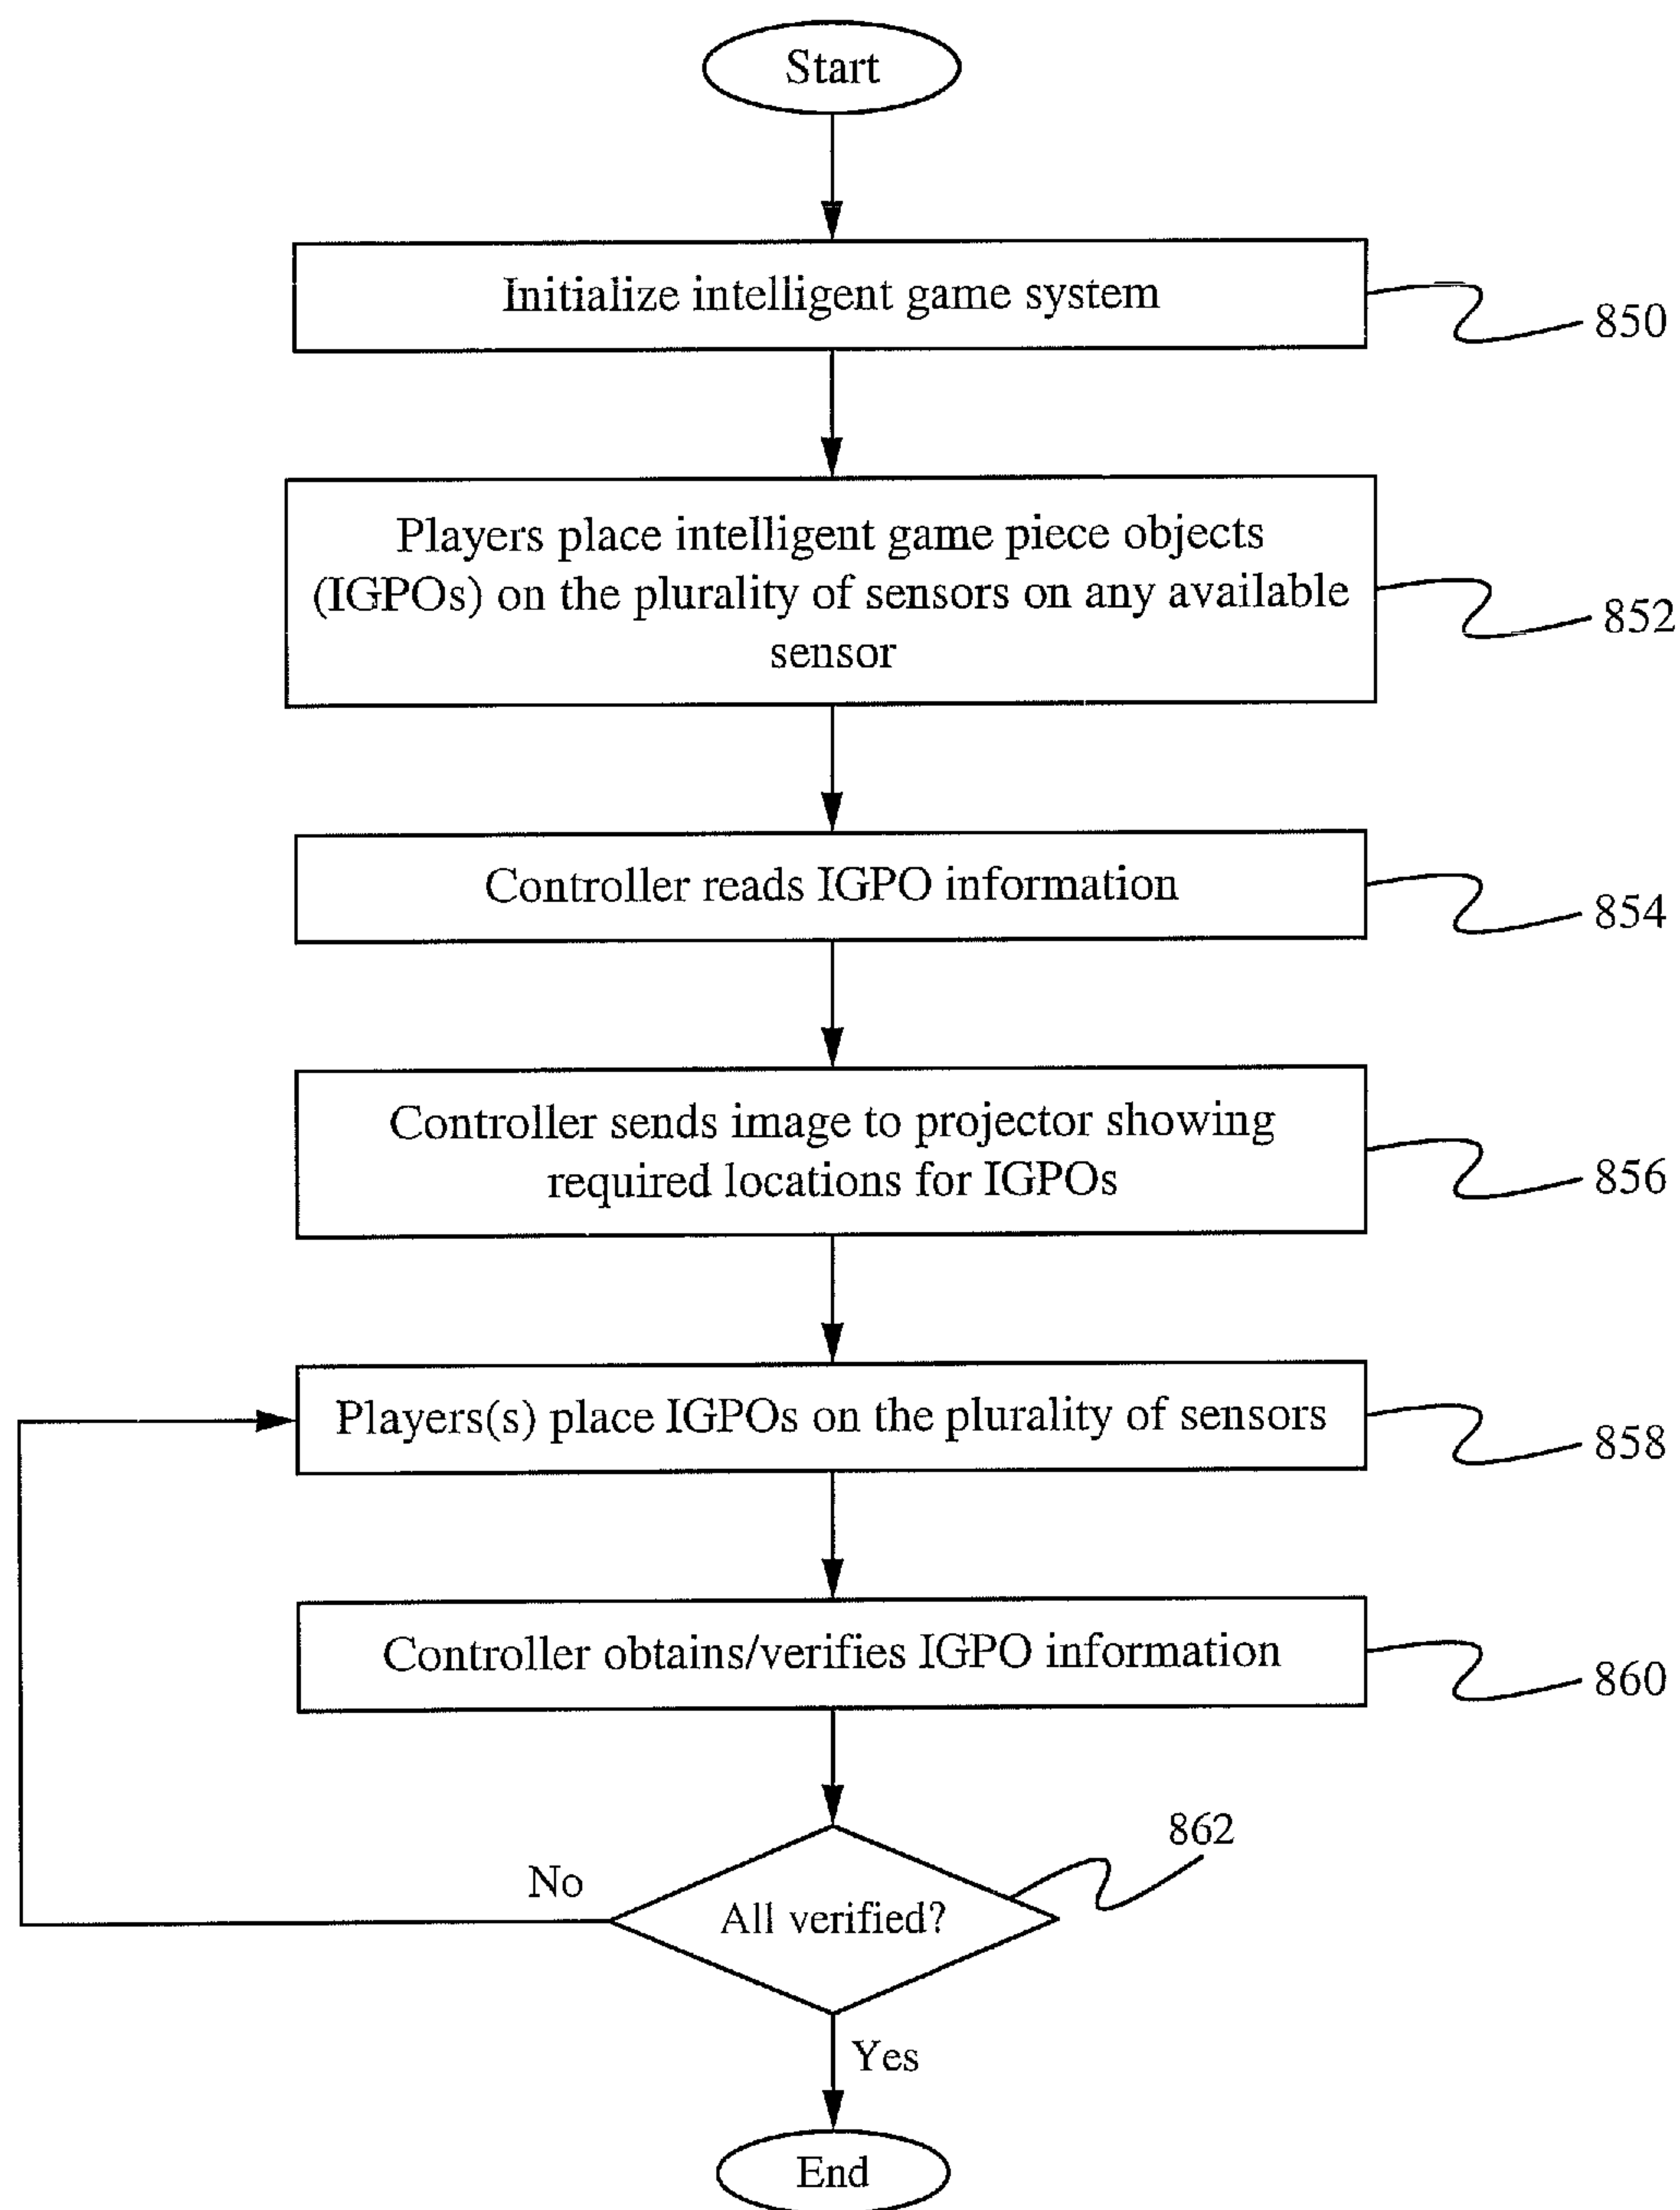 Start
Initialize intelligent game system
850
Players place intelligent game piece objects
(IGPOs) on the plurality of sensors on any available
sensor
852
Controller reads IGPO information
854
Controller sends image to projector showing
required locations for IGPOs
856
Players(s) place IGPOs on the plurality of sensors
858
Controller obtains/verifies IGPO information
860
862
No
All verified?
Yes
End